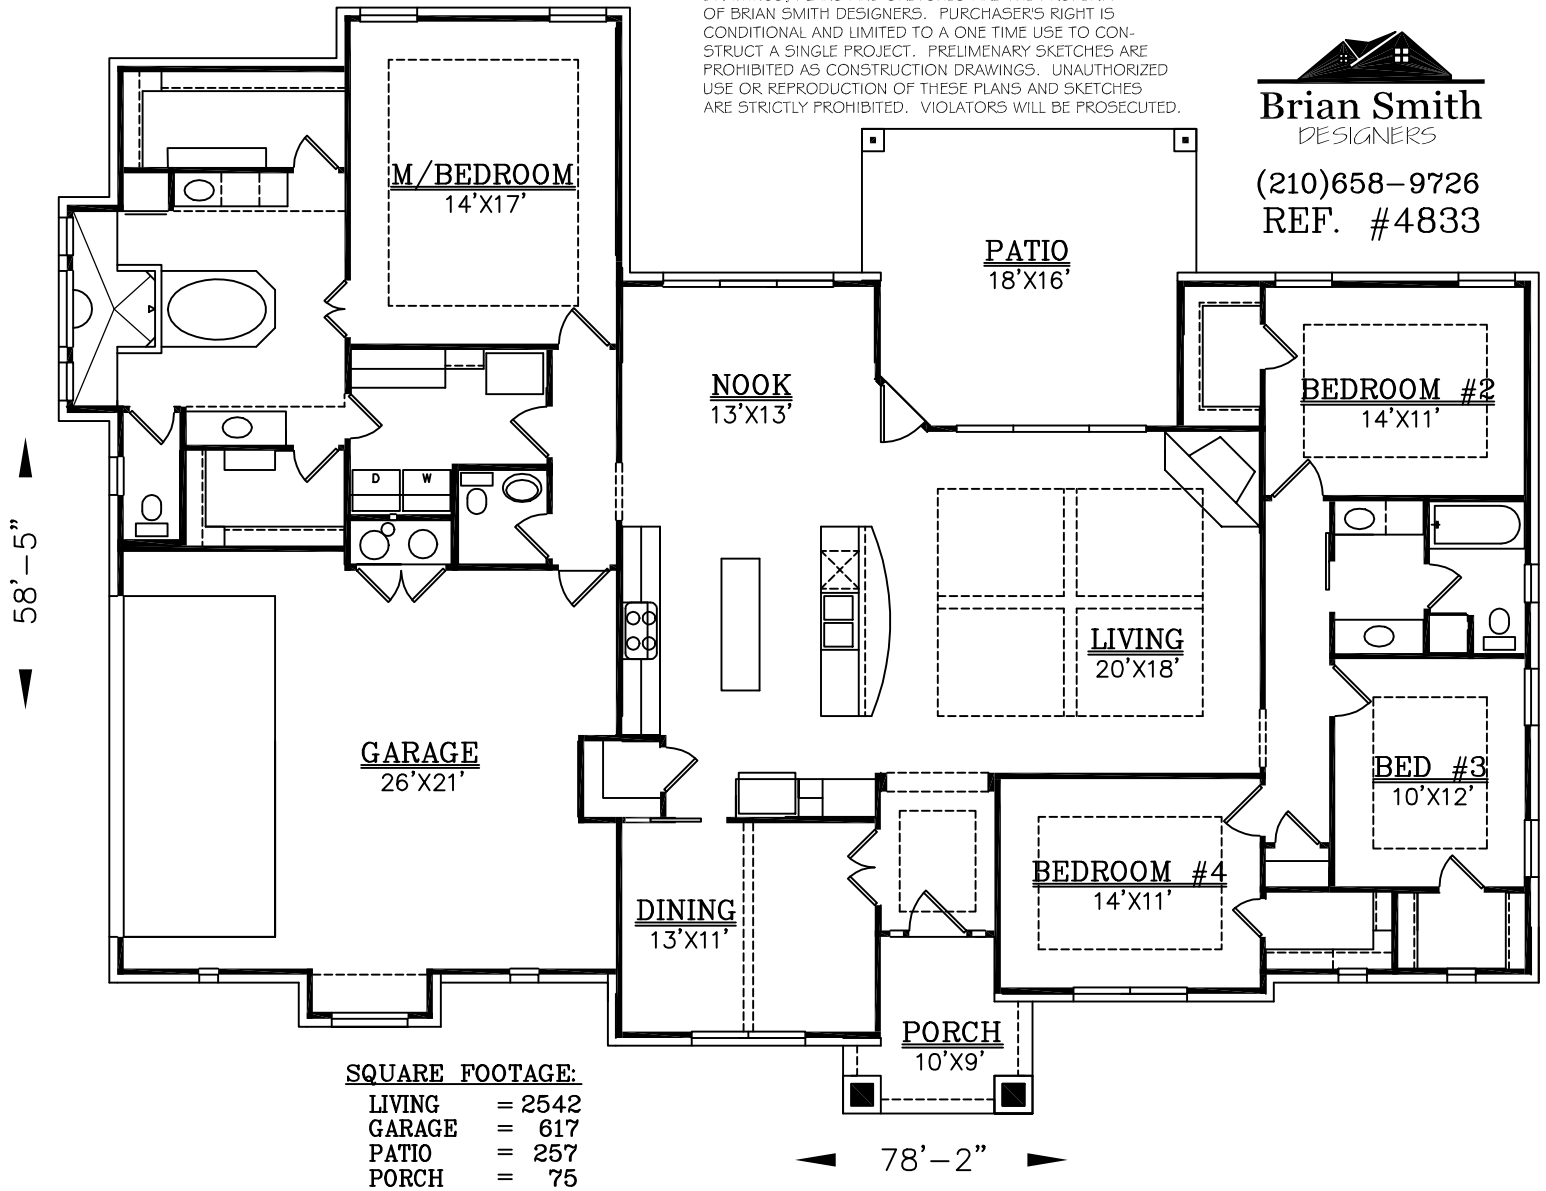 OF BRIAN SMITH DESIGNERS. PURCHASER'S RIGHT IS
CONDITIONAL AND LIMITED TO A ONE TIME USE TO CON-
STRUCT A SINGLE PROJECT. PRELIMENARY SKETCHES ARE
PROHIBITED AS CONSTRUCTION DRAWINGS. UNAUTHORIZED
USE OR REPRODUCTION OF THESE PLANS AND SKETCHES
ARE STRICTLY PROHIBITED. VIOLATORS WILL BE PROSECUTED.
Brian Smith
DESIGNERS
(210)658-9726
REF. #4833
M/BEDROOM
14'X17'
PATIO
18'X16'
NOOK
13'X13'
BEDROOM #2
14'X11'
D
W
58'-5"
LIVING
20'X18'
GARAGE
26'X21'
BED #3
10'X12'
BEDROOM #4
14'X11'
DINING
13'X11'
PORCH
10'X9'
SQUARE FOOTAGE:
LIVING = 2542
GARAGE = 617
PATIO = 257
PORCH = 75
78'-2"